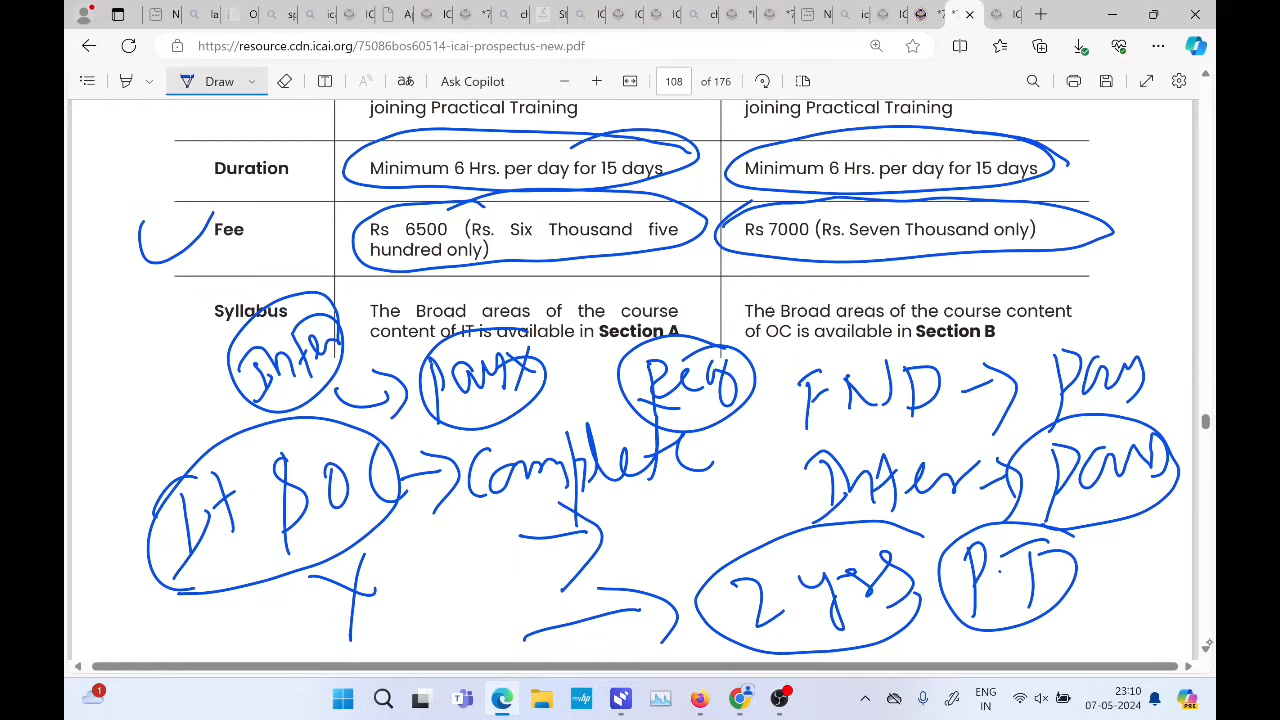 https://resource.cdn.icai.org/75086bos60514-icai-prospectus-new.pdf
Draw
Ask Copilot
108 of 176
joining Practical Training
joining Practical Training
Duration
Minimum 6 Hrs. per day for 15 days
Minimum 6 Hrs. per day for 15 days
Fee
Rs 6500 (Rs. Six Thousand five
hundred only)
Rs 7000 (Rs. Seven Thousand only)
Syllabus
The Broad areas of the course
content of IT is available in Section A
The Broad areas of the course
content of OC is available in Section B
Inter
Reg
FND → pass
Inter → pass
complete
2 yrs P.T
ENG
IN
23:10
07-05-2024